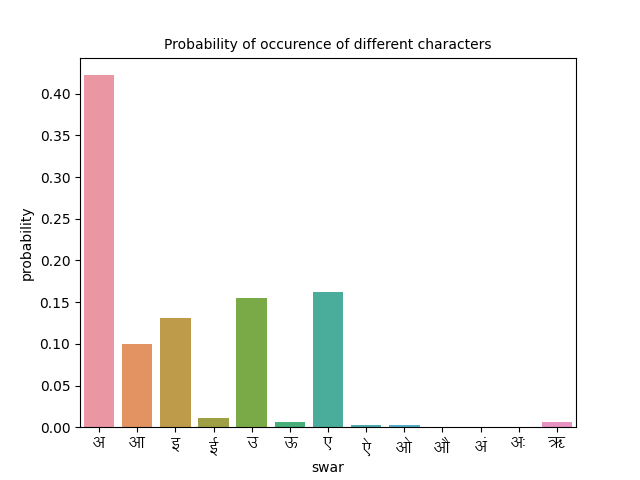 Probability of occurence of different characters
0.40
0.35
0.30
0.25
0.20
0.15
0.10
0.05
0.00
probability
अ आ इ ई उ ऊ ए ऐ ओ औ अं अः ऋ
swar